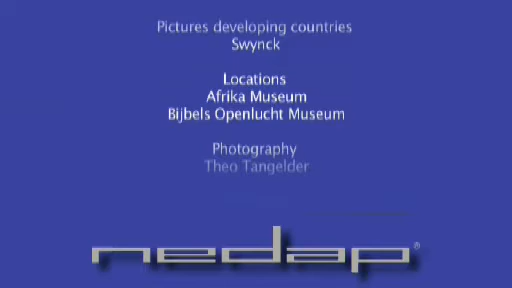 Pictures developing countries
Swynck
Locations
Afrika Museum
Bijbels Openlucht Museum
Photography
Theo Tangelder
nedap®